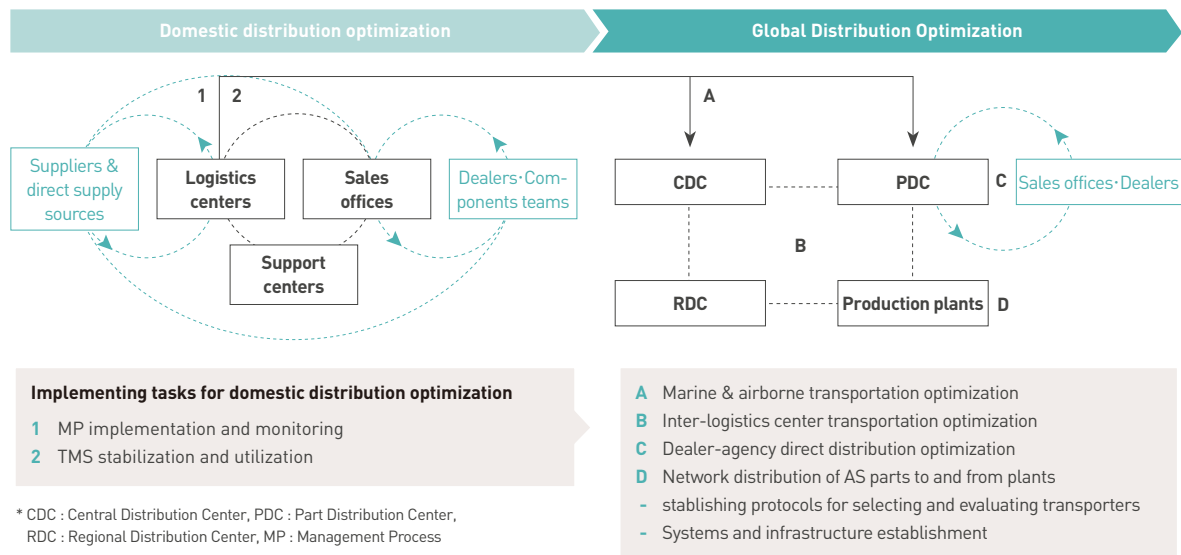 Domestic distribution optimization
Global Distribution Optimization
1
2
A
Suppliers &
direct supply
sources
Logistics
centers
Sales
offices
Dealers·Com-
ponents teams
Support
centers
CDC
PDC
C
Sales offices·Dealers
B
RDC
Production plants
D
Implementing tasks for domestic distribution optimization
1 MP implementation and monitoring
2 TMS stabilization and utilization
* CDC : Central Distribution Center, PDC : Part Distribution Center,
RDC : Regional Distribution Center, MP : Management Process
A Marine & airborne transportation optimization
B Inter-logistics center transportation optimization
C Dealer-agency direct distribution optimization
D Network distribution of AS parts to and from plants
- stablishing protocols for selecting and evaluating transporters
- Systems and infrastructure establishment